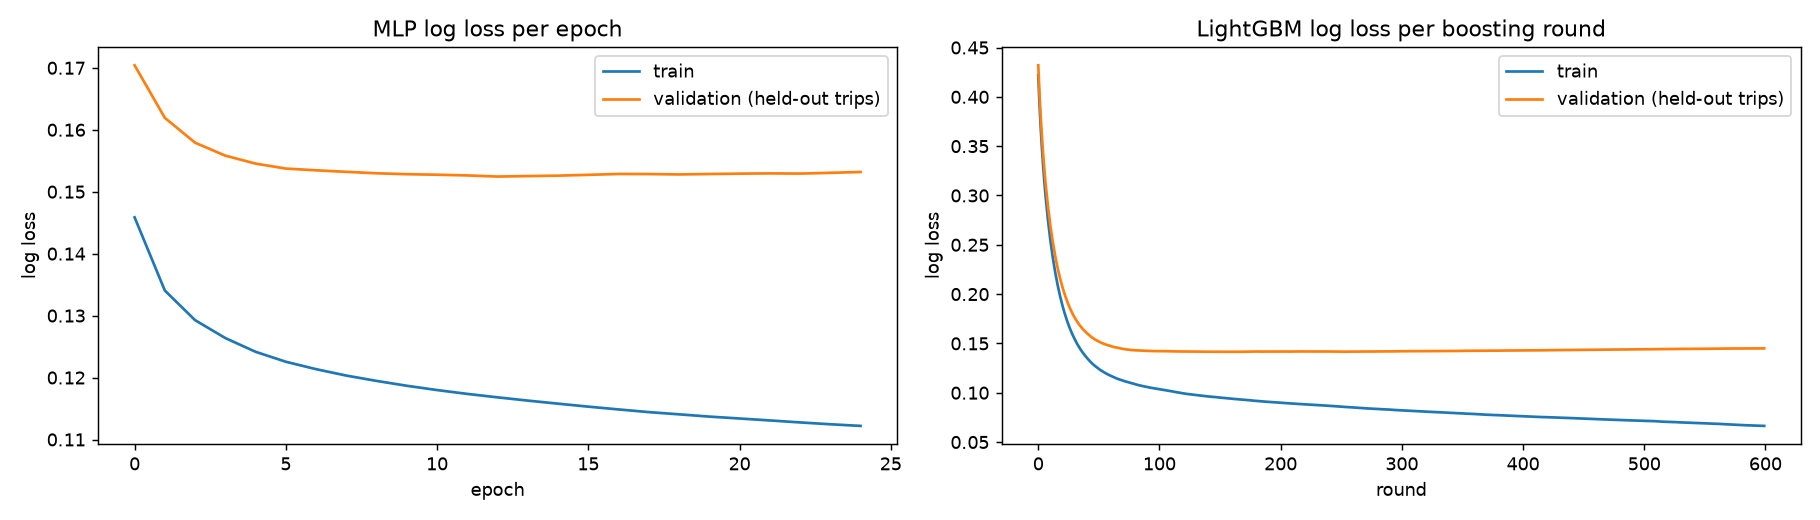 MLP log loss per epoch
train
validation (held-out trips)
0.17
0.16
0.15
0.14
0.13
0.12
0.11
log loss
0 5 10 15 20 25
epoch
LightGBM log loss per boosting round
train
validation (held-out trips)
0.45
0.40
0.35
0.30
0.25
0.20
0.15
0.10
0.05
log loss
0 100 200 300 400 500 600
round